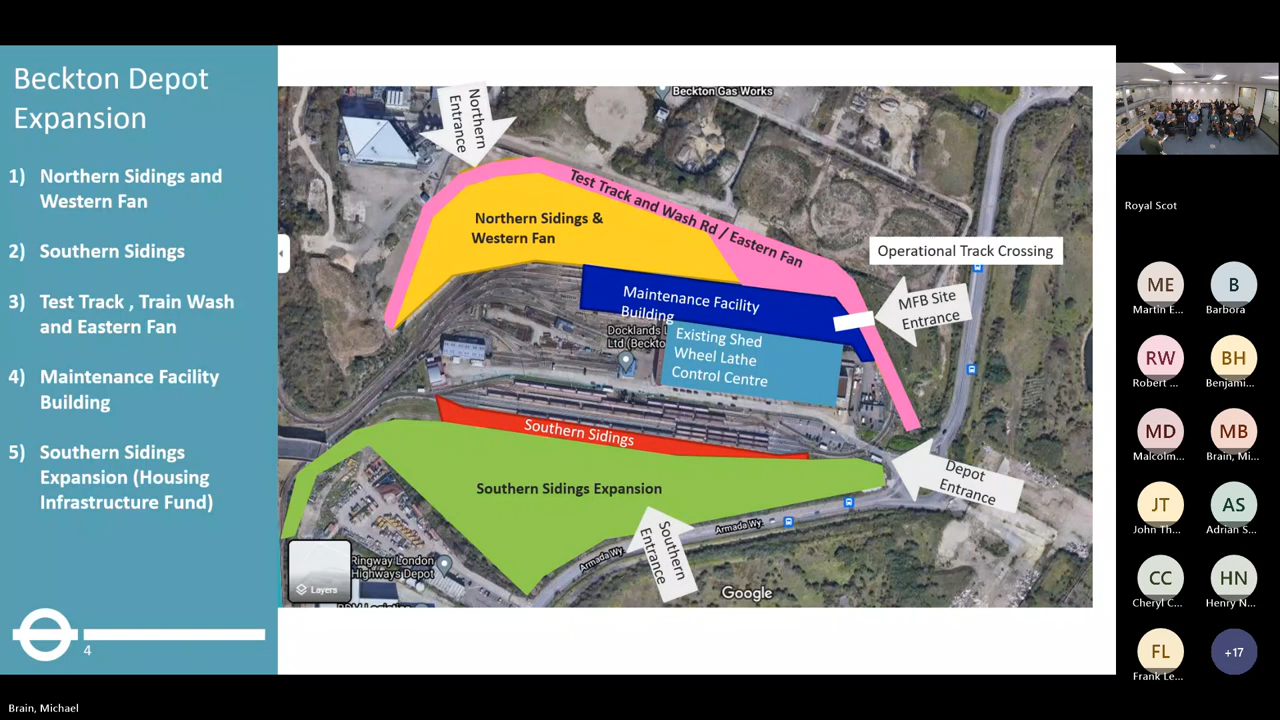 Beckton Depot
Expansion
1) Northern Sidings and
Western Fan
2) Southern Sidings
3) Test Track , Train Wash
and Eastern Fan
4) Maintenance Facility
Building
5) Southern Sidings
Expansion (Housing
Infrastructure Fund)
4
Beckton Gas Works
Northern
Entrance
Test Track and Wash Rd / Eastern Fan
Northern Sidings &
Western Fan
Operational Track Crossing
MFB Site
Entrance
Maintenance Facility
Building
Docklands L
Ltd (Beckto
Existing Shed
Wheel Lathe
Control Centre
Southern Sidings
Southern Sidings Expansion
Depot
Entrance
Armada Wy.
Armada Wy.
Southern
Entrance
Ringway London
Highways Depot
Layers
Google
Royal Scot
ME
Martin E...
B
Barbora
RW
Robert ...
BH
Benjami...
MD
Malcolm...
MB
Brain, Mi...
JT
John Th...
AS
Adrian S...
CC
Cheryl C...
HN
Henry N...
FL
Frank Le...
+17
Brain, Michael